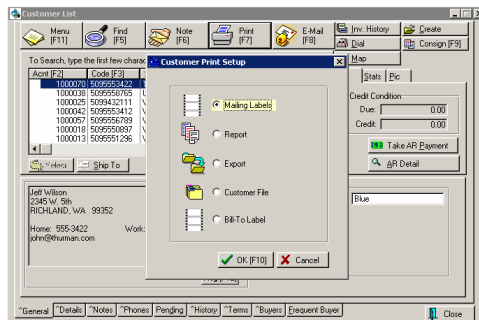 Customer List
Menu [F11]
Find [F5]
Note [F6]
Print [F7]
E-Mail [F8]
Inv. History
Create
Dial
Consign [F9]
Map
To Search, type the first few charac
Acnt [F2]
Code [F3]
1000070 5095553422
1000038 5095558765
1000025 5099432111
1000042 5095553412
1000057 5095556789
1000018 5095550897
1000013 5095551296
Select
Ship To
Customer Print Setup
Mailing Labels
Report
Export
Customer File
Bill-To Label
OK [F10]
Cancel
Stats
Pic
Credit Condition
Due: 0.00
Credit: 0.00
Take AR Payment
AR Detail
Jeff Wilson
2345 W. 5th
RICHLAND, WA 99352
Home: 555-3422 Work:
john@thuman.com
Blue
^General ^Details ^Notes ^Phones Pending ^History ^Terms ^Buyers Frequent Buyer
Close